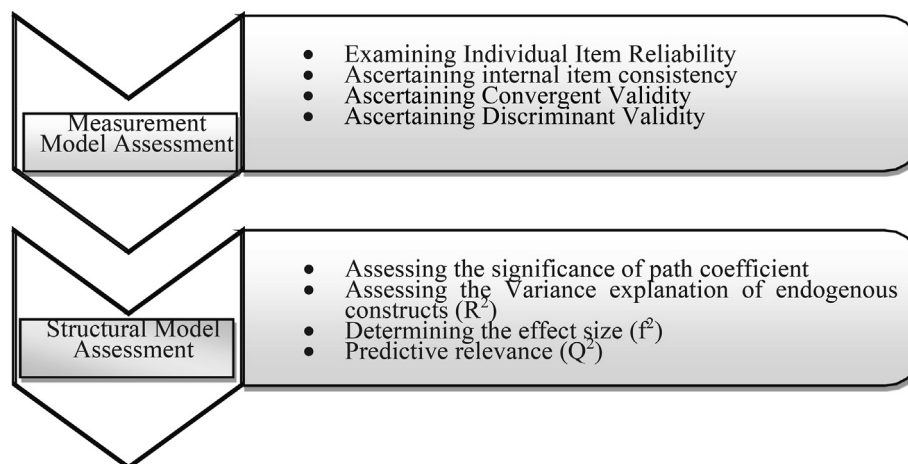 Measurement
Model Assessment
• Examining Individual Item Reliability
• Ascertaining internal item consistency
• Ascertaining Convergent Validity
• Ascertaining Discriminant Validity
Structural Model
Assessment
• Assessing the significance of path coefficient
• Assessing the Variance explanation of endogenous
constructs (R²)
• Determining the effect size (f²)
• Predictive relevance (Q²)